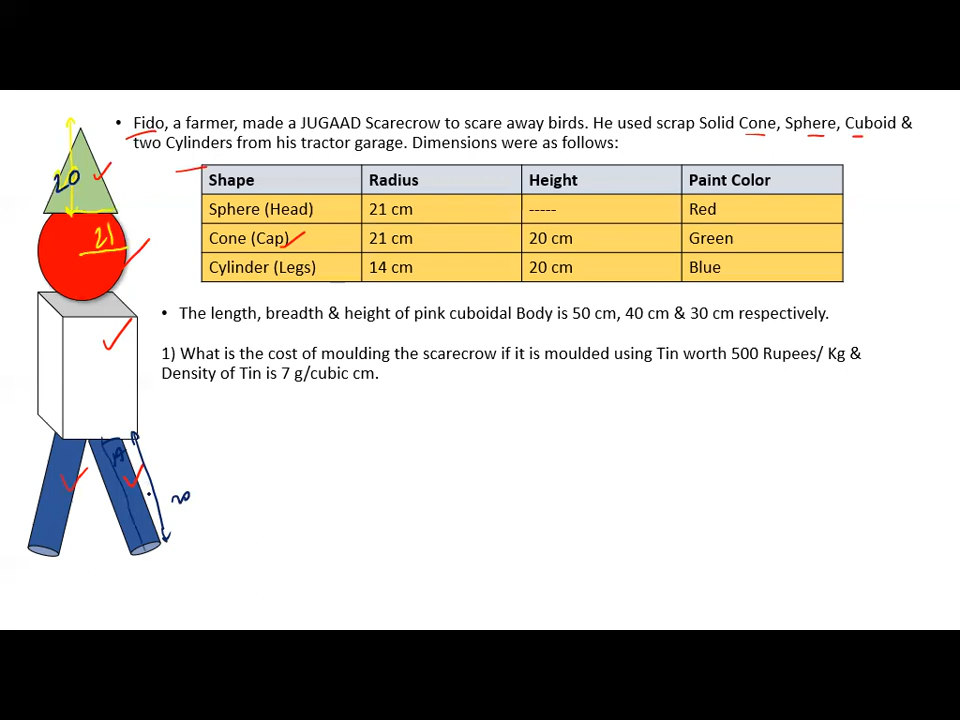 • Fido, a farmer, made a JUGAAD Scarecrow to scare away birds. He used scrap Solid Cone, Sphere, Cuboid &
two Cylinders from his tractor garage. Dimensions were as follows:
Shape Radius Height Paint Color
Sphere (Head) 21 cm ----- Red
Cone (Cap) 21 cm 20 cm Green
Cylinder (Legs) 14 cm 20 cm Blue
20
21
• The length, breadth & height of pink cuboidal Body is 50 cm, 40 cm & 30 cm respectively.
1) What is the cost of moulding the scarecrow if it is moulded using Tin worth 500 Rupees/ Kg &
Density of Tin is 7 g/cubic cm.
14
20